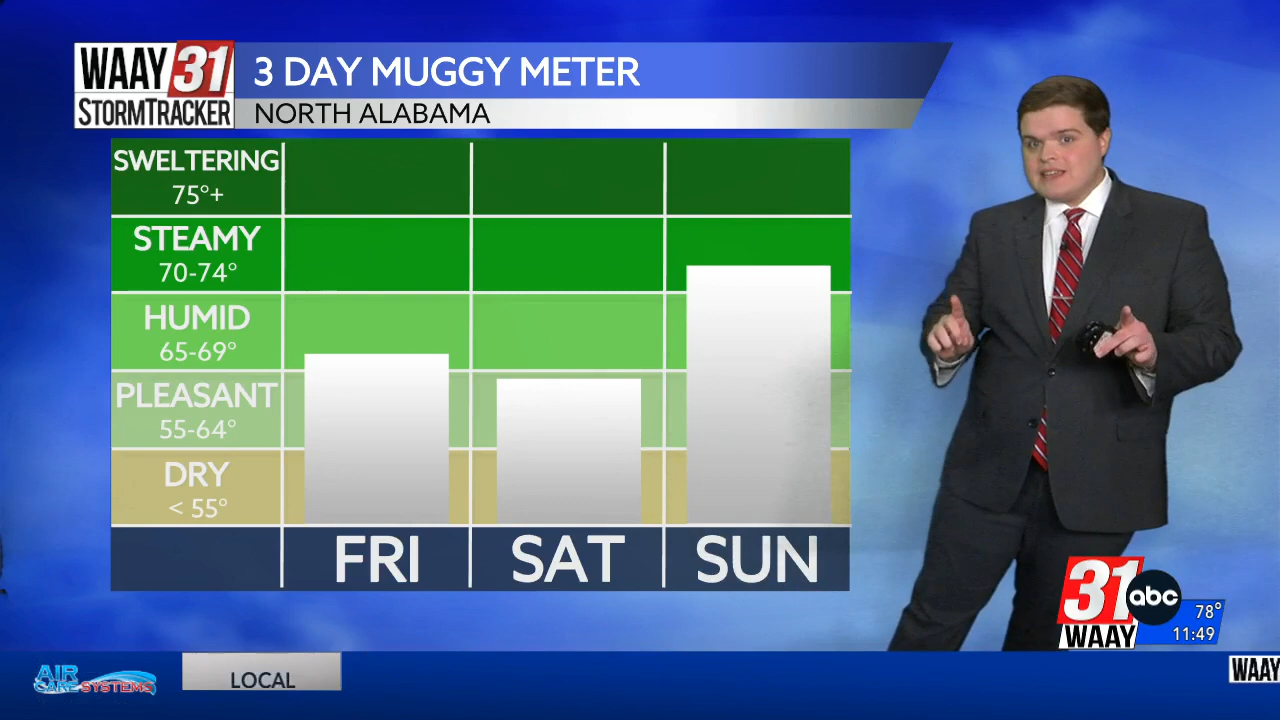 WAAY 31
STORMTRACKER
3 DAY MUGGY METER
NORTH ALABAMA
SWELTERING
75°+
STEAMY
70-74°
HUMID
65-69°
PLEASANT
55-64°
DRY
< 55°
FRI SAT SUN
31
abc
WAAY
78°
11:49
AIR
CARE SYSTEMS
LOCAL
WAAY